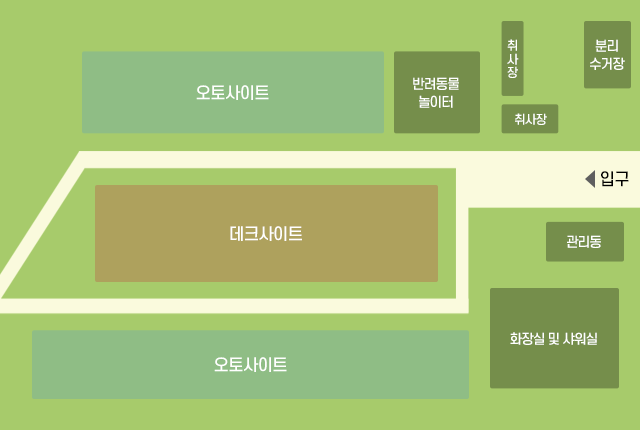 취
사
장
분리
수거장
오토사이트
반려동물
놀이터
취사장
입구
데크사이트
관리동
화장실 및 샤워실
오토사이트